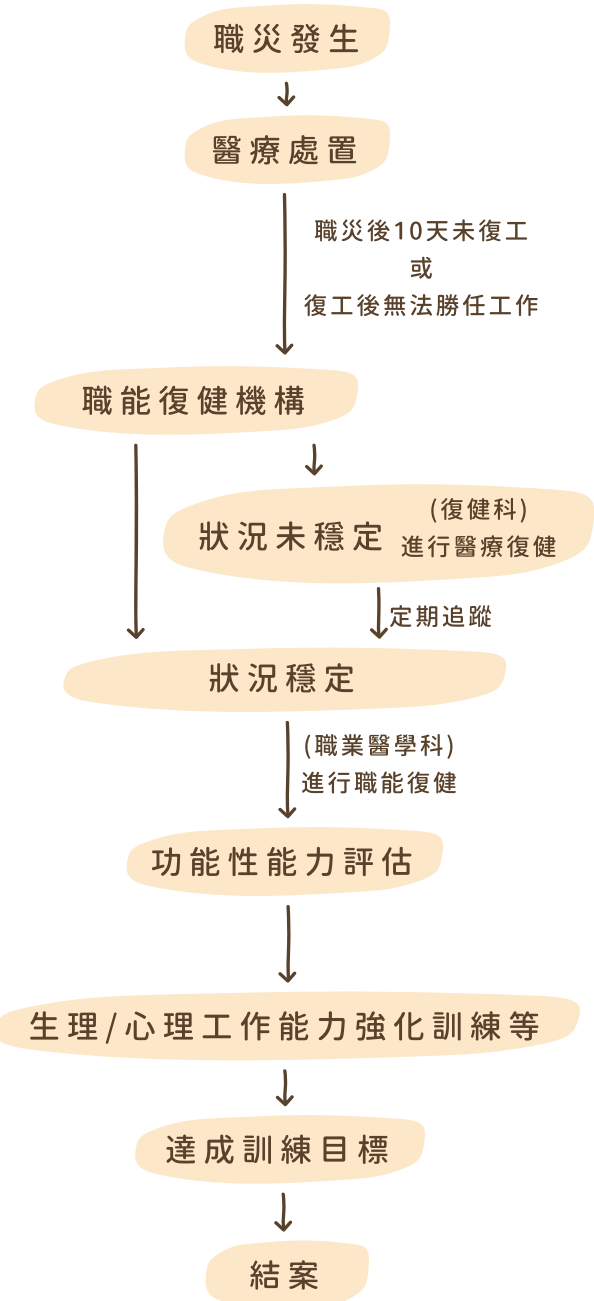 職災發生
醫療處置
職災後10天未復工
或
復工後無法勝任工作
職能復健機構
狀況未穩定
(復健科)
進行醫療復健
定期追蹤
狀況穩定
(職業醫學科)
進行職能復健
功能性能力評估
生理/心理工作能力強化訓練等
達成訓練目標
結案